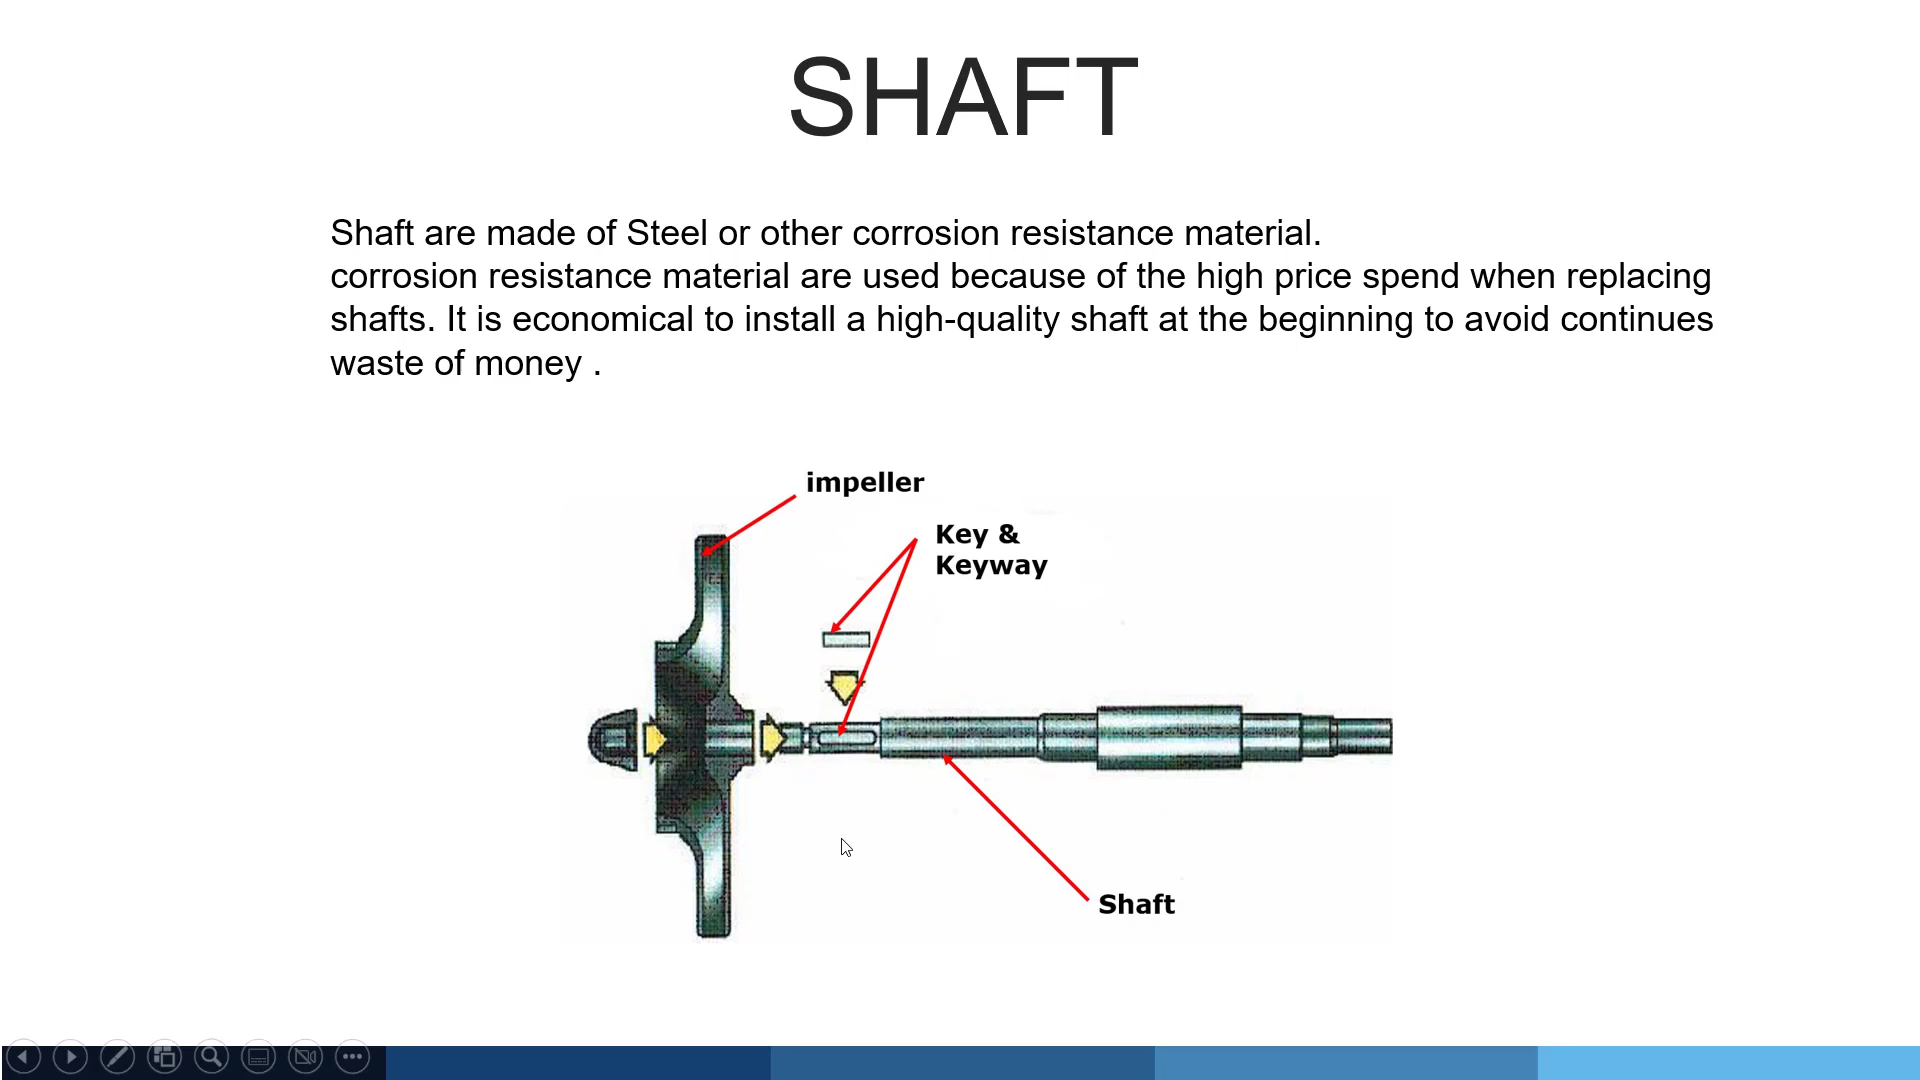 SHAFT
Shaft are made of Steel or other corrosion resistance material.
corrosion resistance material are used because of the high price spend when replacing
shafts. It is economical to install a high-quality shaft at the beginning to avoid continues
waste of money .
impeller
Key &
Keyway
Shaft